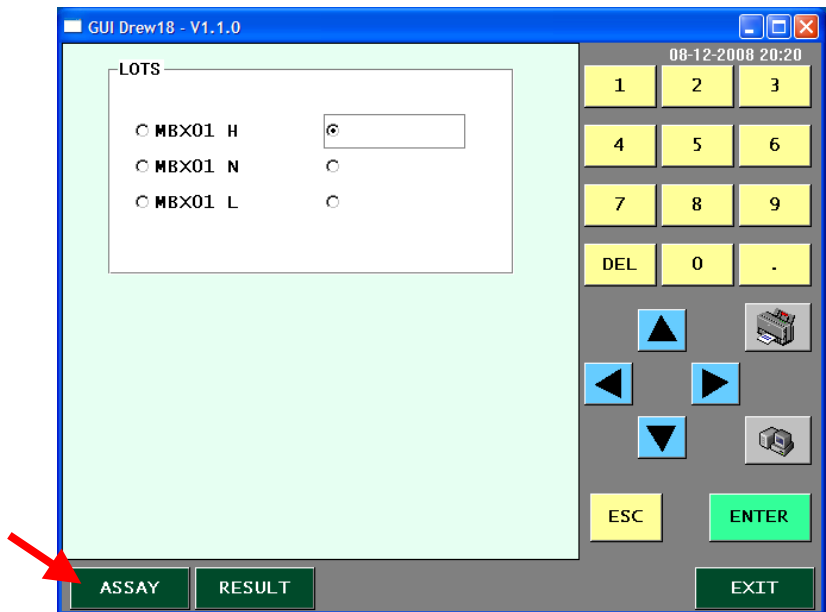 GUI Drew18 - V1.1.0
08-12-2008 20:20
LOTS
MBX01 H
MBX01 N
MBX01 L
1 2 3
4 5 6
7 8 9
DEL 0 .
ESC ENTER
ASSAY RESULT EXIT